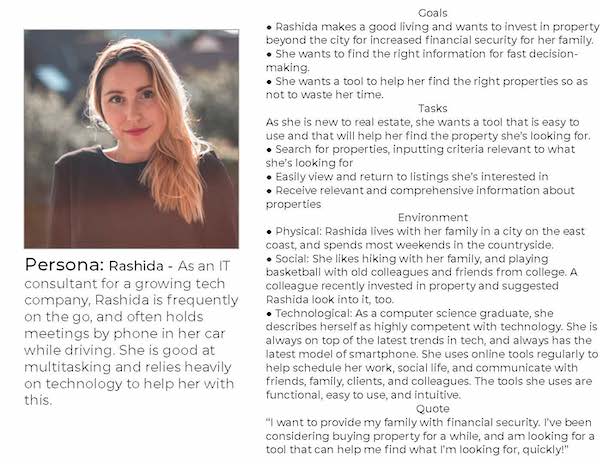 Persona: Rashida - As an IT
consultant for a growing tech
company, Rashida is frequently
on the go, and often holds
meetings by phone in her car
while driving. She is good at
multitasking and relies heavily
on technology to help her with
this.
Goals
● Rashida makes a good living and wants to invest in property
beyond the city for increased financial security for her family.
● She wants to find the right information for fast decision-
making.
● She wants a tool to help her find the right properties so as
not to waste her time.
Tasks
As she is new to real estate, she wants a tool that is easy to
use and that will help her find the property she's looking for.
● Search for properties, inputting criteria relevant to what
she's looking for
● Easily view and return to listings she's interested in
● Receive relevant and comprehensive information about
properties
Environment
● Physical: Rashida lives with her family in a city on the east
coast, and spends most weekends in the countryside.
● Social: She likes hiking with her family, and playing
basketball with old colleagues and friends from college. A
colleague recently invested in property and suggested
Rashida look into it, too.
● Technological: As a computer science graduate, she
describes herself as highly competent with technology. She is
always on top of the latest trends in tech, and always has the
latest model of smartphone. She uses online tools regularly to
help schedule her work, social life, and communicate with
friends, family, clients, and colleagues. The tools she uses are
functional, easy to use, and intuitive.
Quote
“I want to provide my family with financial security. I've been
considering buying property for a while, and am looking for a
tool that can help me find what I'm looking for, quickly!”